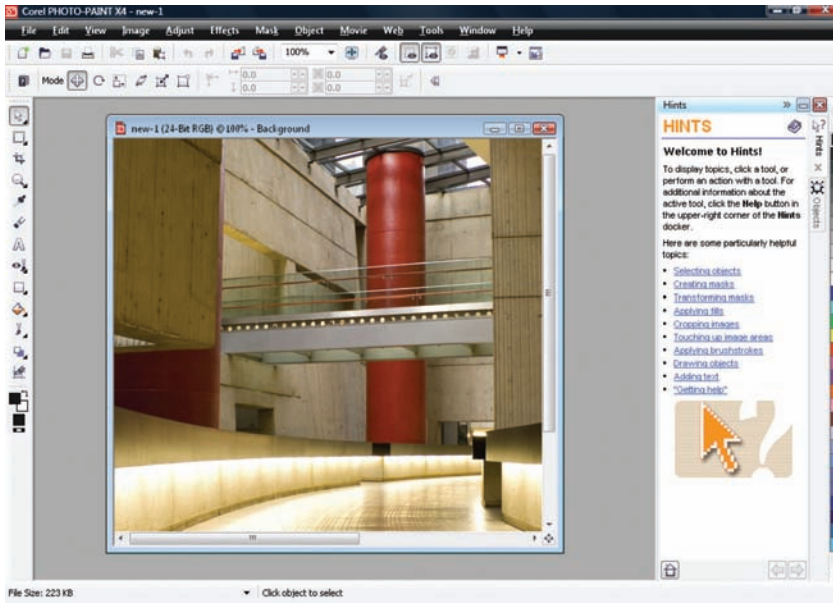 Corel PHOTO-PAINT X4 - new-1
File Edit View Image Adjust Effects Mask Object Movie Web Tools Window Help
100%
Mode 0.0 0.0
0.0 0.0
Hints
new-1 (24-Bit RGB) @100% - Background
HINTS
Welcome to Hints!
To display topics, click a tool, or
perform an action with a tool. For
additional information about the
active tool, click the Help button in
the upper-right corner of the Hints
docker.
Here are some particularly helpful
topics:
• Selecting objects
• Creating masks
• Transforming masks
• Applying fills
• Cropping images
• Touching up image areas
• Applying brushstrokes
• Drawing objects
• Adding text
• "Getting help"
Hints
Objects
File Size: 223 KB Click object to select